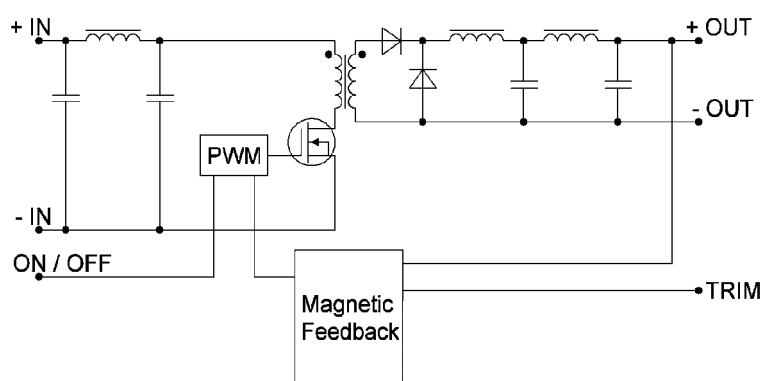 + IN
+ OUT
- OUT
PWM
- IN
ON / OFF
TRIM
Magnetic
Feedback